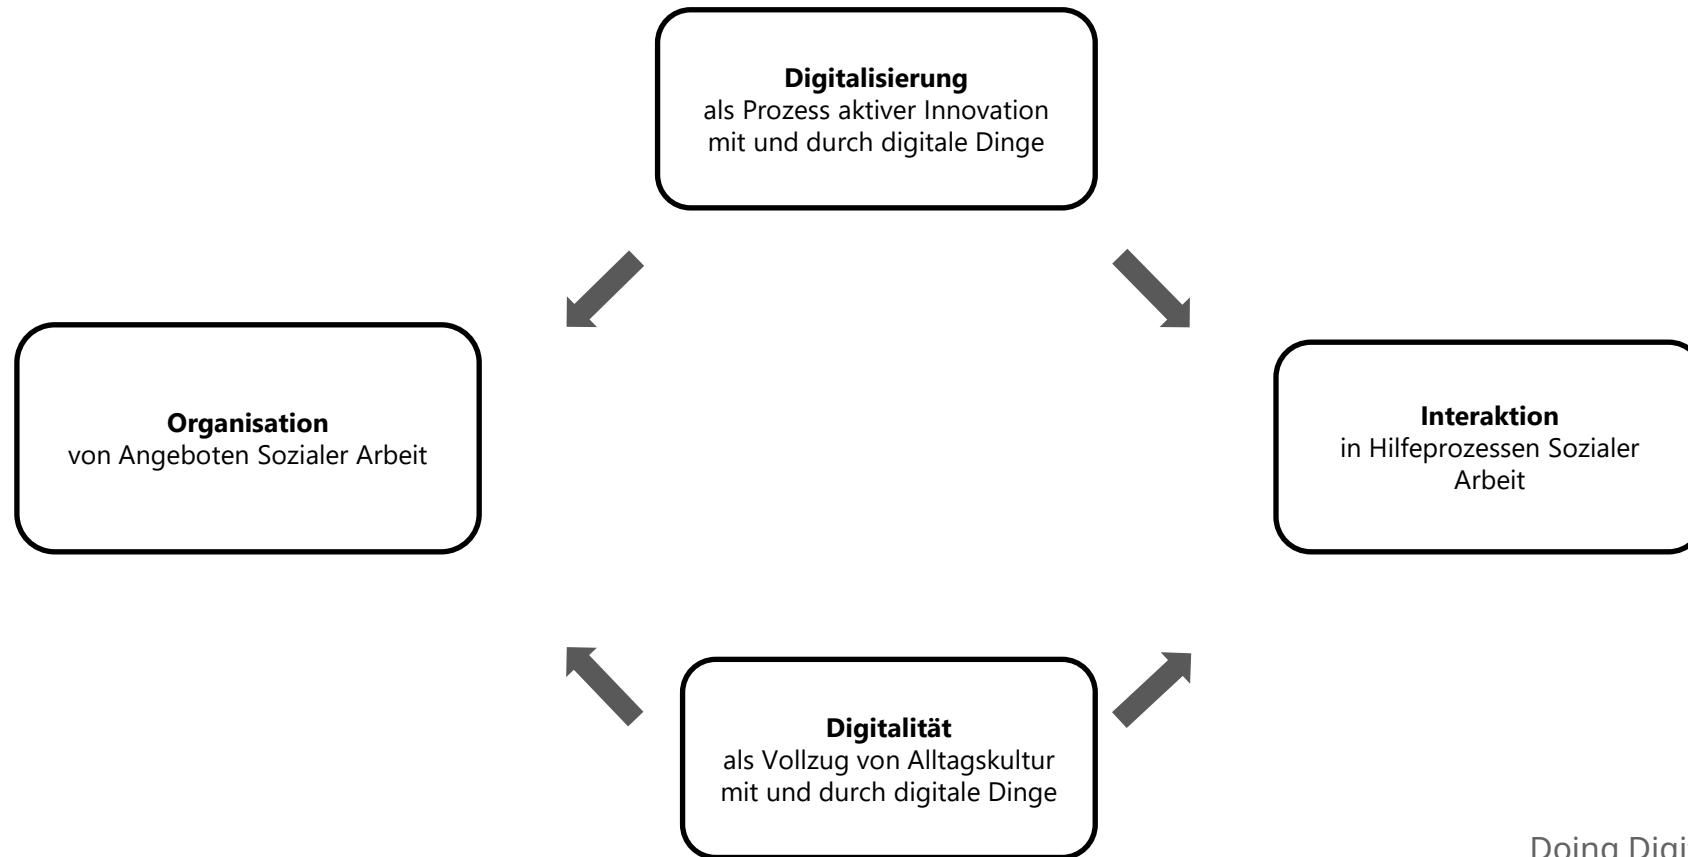 Digitalisierung
als Prozess aktiver Innovation
mit und durch digitale Dinge
Organisation
von Angeboten Sozialer Arbeit
Interaktion
in Hilfeprozessen Sozialer
Arbeit
Digitalität
als Vollzug von Alltagskultur
mit und durch digitale Dinge
Doing